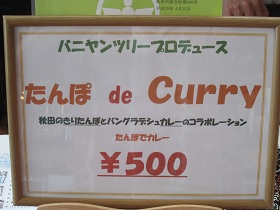 バニヤンツリープロデュース
たんぽ de Curry
秋田のきりたんぽとバングラデシュカレーのコラボレーション
たんぽでカレー
￥500